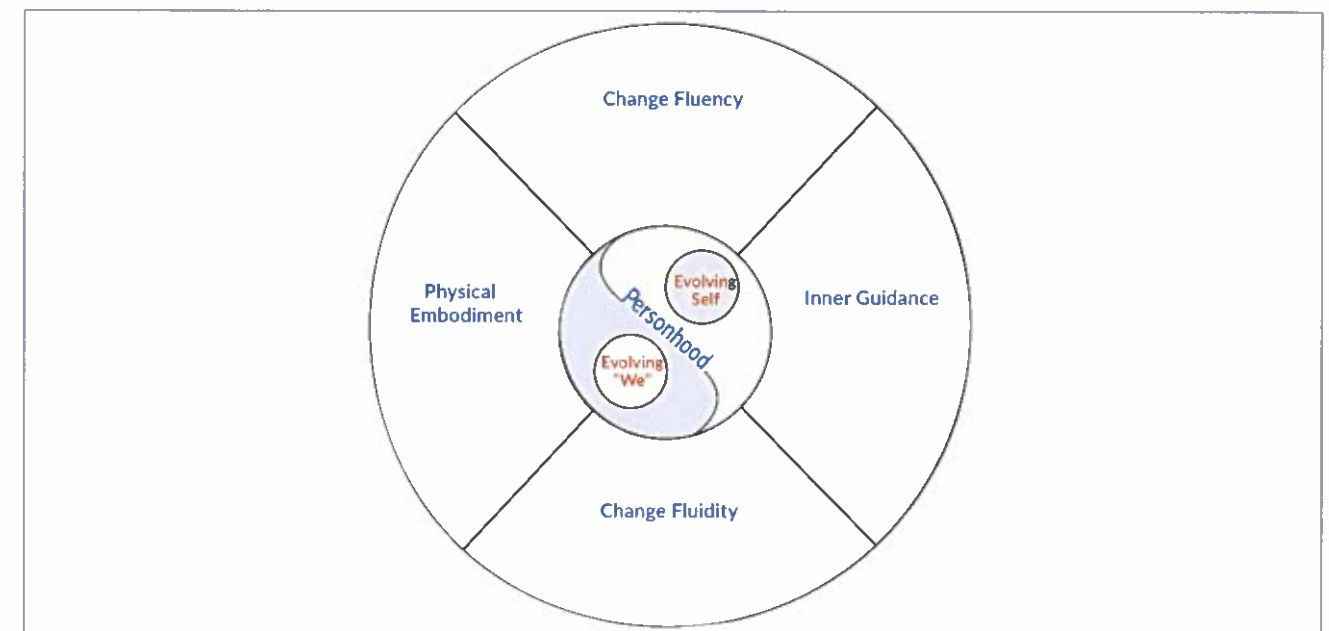 Change Fluency
Physical
Embodiment
Evolving
Self
Personhood
Evolving
"We"
Inner Guidance
Change Fluidity